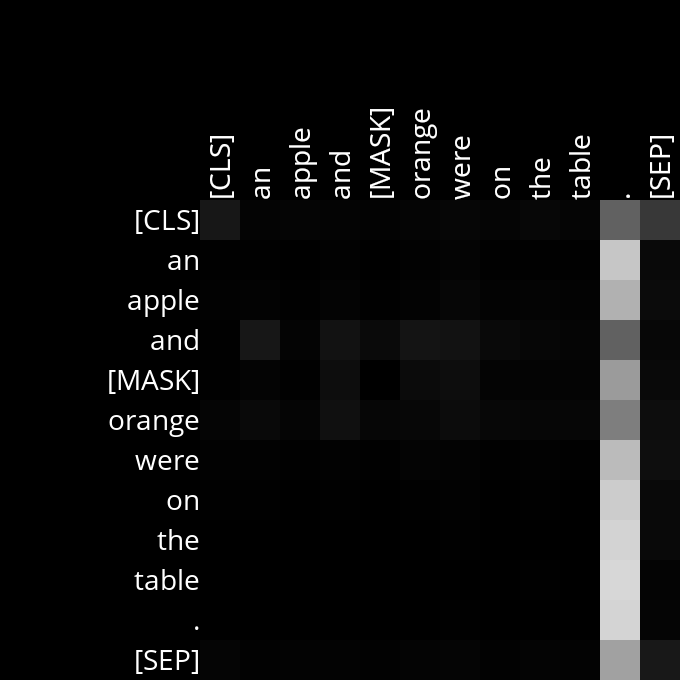 [CLS] an apple and [MASK] orange were on the table . [SEP]
[CLS]
an
apple
and
[MASK]
orange
were
on
the
table
.
[SEP]